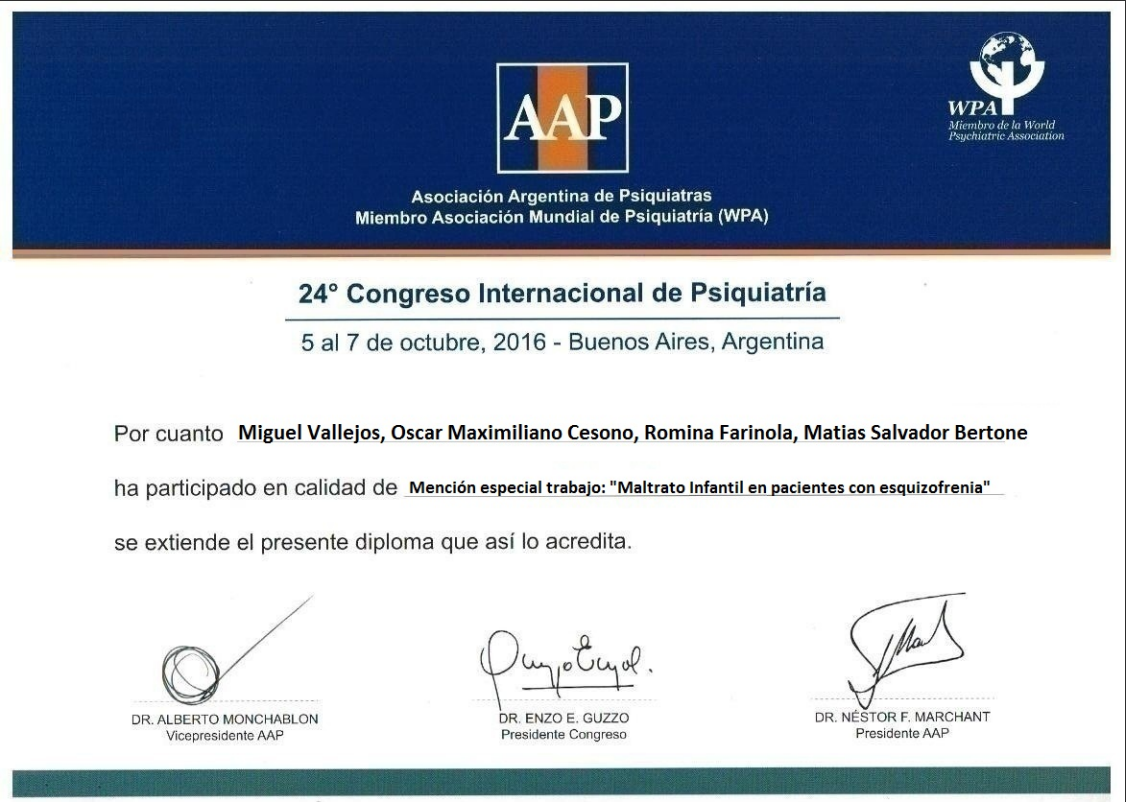 AAP
WPA
Miembro de la World
Psychiatric Association
Asociación Argentina de Psiquiatras
Miembro Asociación Mundial de Psiquiatría (WPA)
24° Congreso Internacional de Psiquiatría
5 al 7 de octubre, 2016 - Buenos Aires, Argentina
Por cuanto Miguel Vallejos, Oscar Maximiliano Cesono, Romina Farinola, Matias Salvador Bertone
ha participado en calidad de Mención especial trabajo: "Maltrato Infantil en pacientes con esquizofrenia"
se extiende el presente diploma que así lo acredita.
DR. ALBERTO MONCHABLON
Vicepresidente AAP
DR. ENZO E. GUZZO
Presidente Congreso
DR. NÉSTOR F. MARCHANT
Presidente AAP